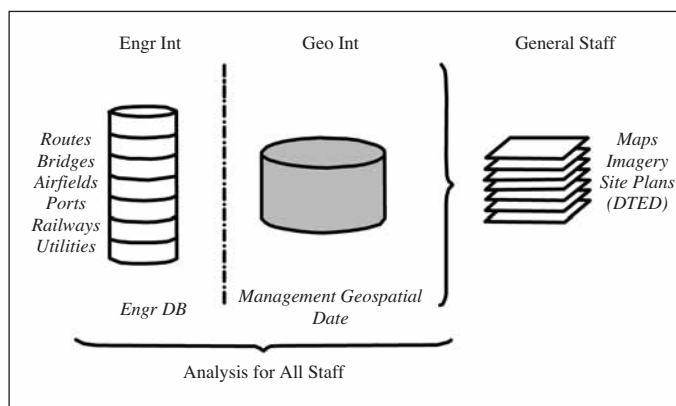 Engr Int
Geo Int
General Staff
Routes
Bridges
Airfields
Ports
Railways
Utilities
Maps
Imagery
Site Plans
(DTED)
Engr DB
Management Geospatial
Date
Analysis for All Staff